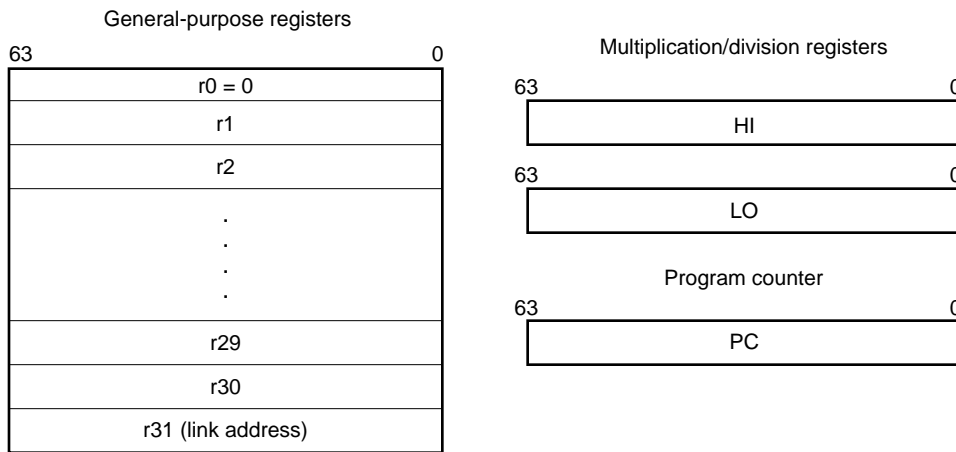 General-purpose registers
63 0
r0 = 0
r1
r2
.
.
.
.
r29
r30
r31 (link address)
Multiplication/division registers
63 0
HI
63 0
LO
Program counter
63 0
PC